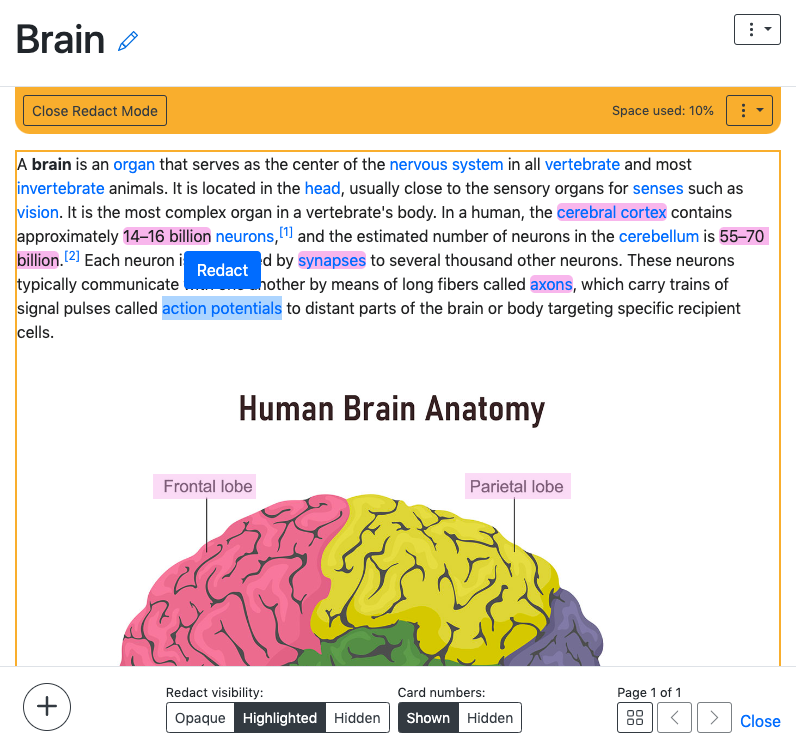 Brain
Close Redact Mode
Space used: 10%
A brain is an organ that serves as the center of the nervous system in all vertebrate and most
invertebrate animals. It is located in the head, usually close to the sensory organs for senses such as
vision. It is the most complex organ in a vertebrate's body. In a human, the cerebral cortex contains
approximately 14–16 billion neurons,[1] and the estimated number of neurons in the cerebellum is 55–70
billion.[2] Each neuron is by synapses to several thousand other neurons. These neurons
Redact
typically communicate with one another by means of long fibers called axons, which carry trains of
signal pulses called action potentials to distant parts of the brain or body targeting specific recipient
cells.
Human Brain Anatomy
Frontal lobe
Parietal lobe
Redact visibility:
Opaque Highlighted Hidden
Card numbers:
Shown Hidden
Page 1 of 1
Close